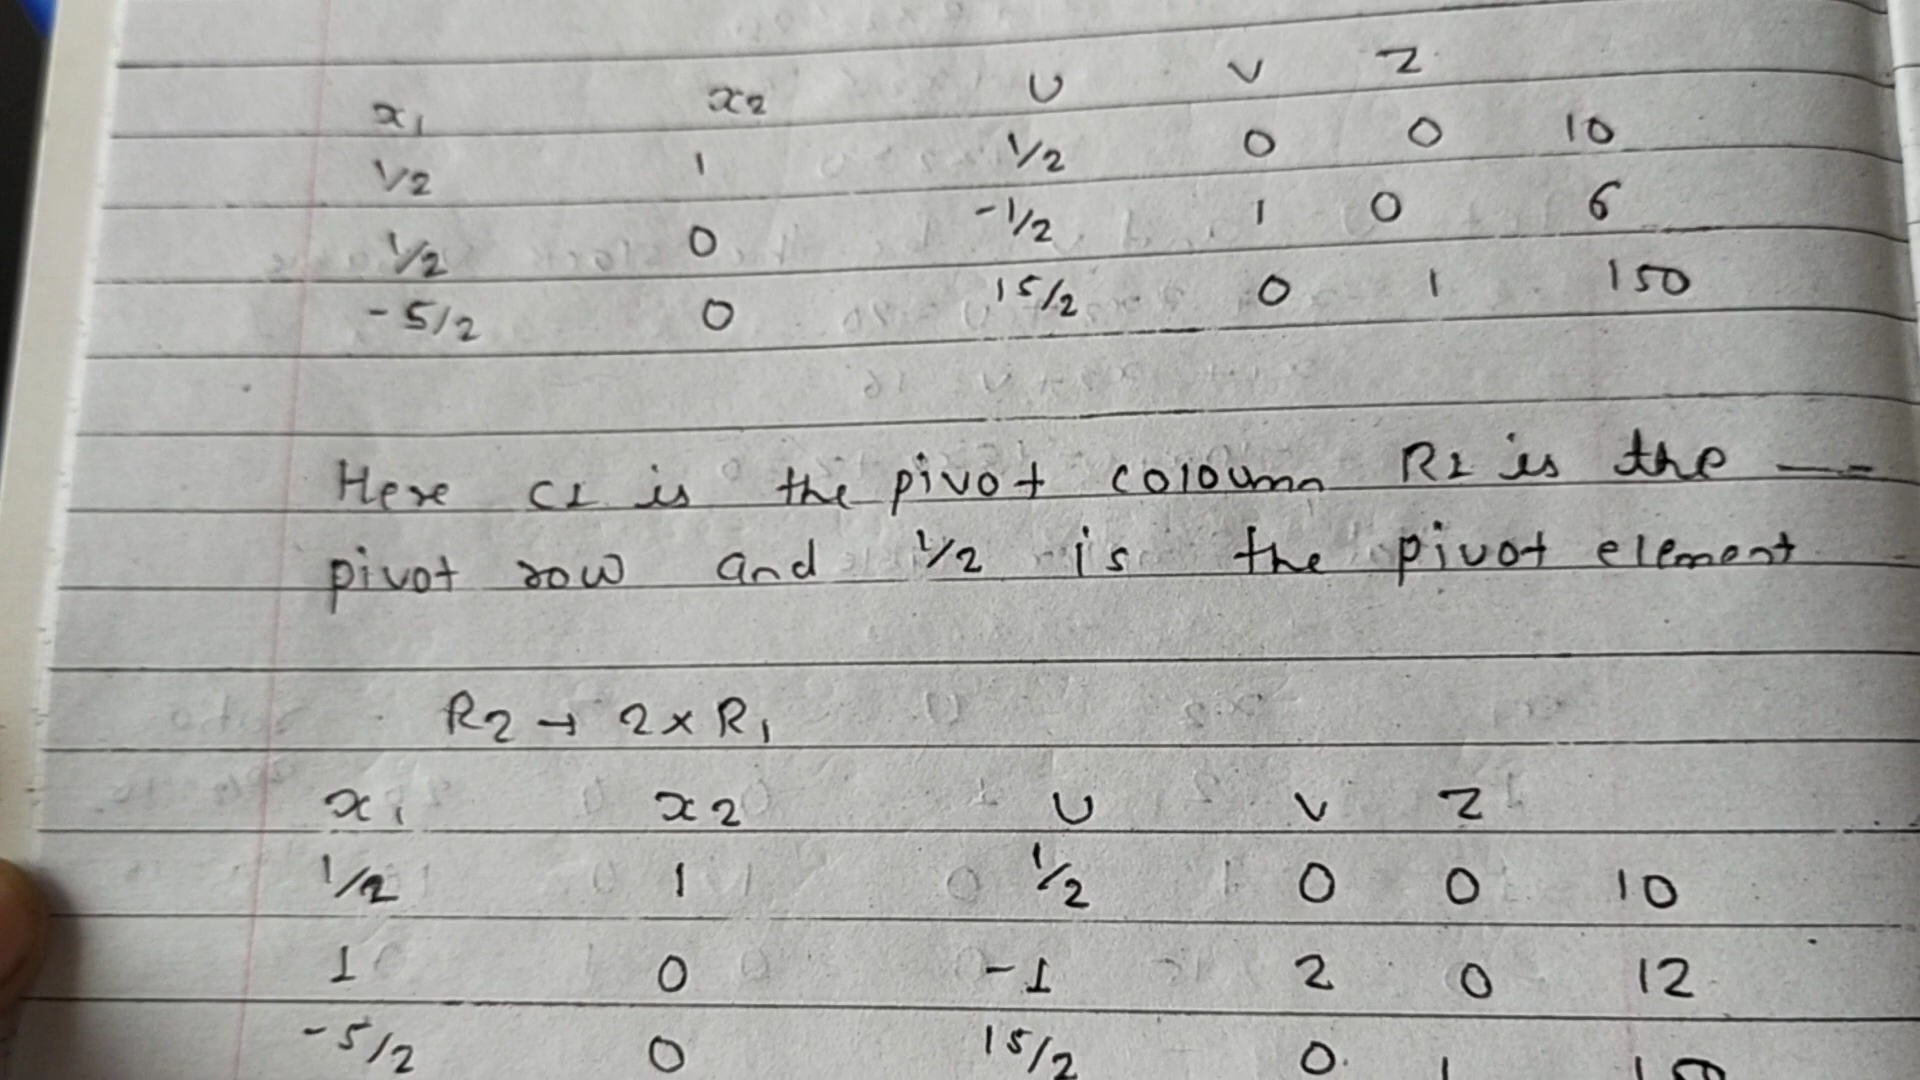 x₁ x₂ U V Z
1/2 1 1/2 0 0 10
1/2 0 -1/2 1 0 6
-5/2 0 15/2 0 1 150
Here C1 is the pivot coloumn R2 is the
pivot row and 1/2 is the pivot element
R2 → 2 x R₁
x₁ x2 U V Z
1/2 1 1/2 0 0 10
1 0 -1 2 0 12
-5/2 0 15/2 0. 1